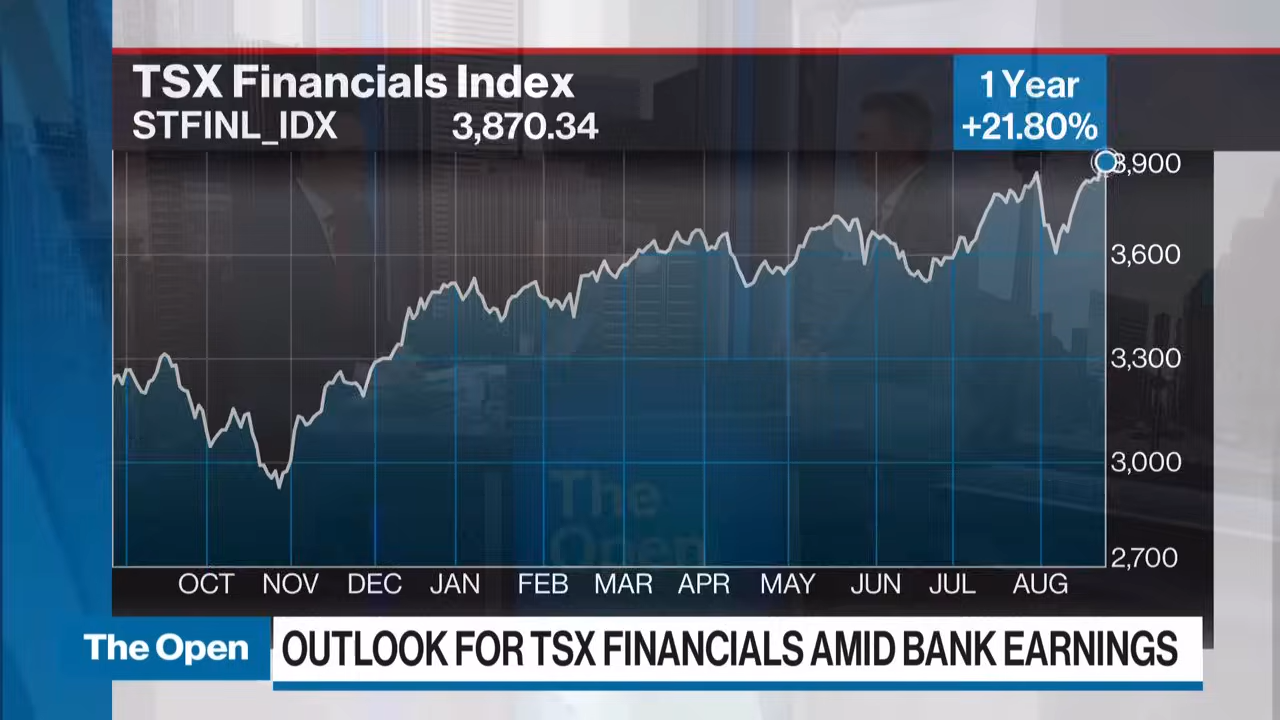 TSX Financials Index
1 Year
STFINL_IDX
3,870.34
+21.80%
3,900
3,600
3,300
3,000
2,700
The
Open
OCT NOV DEC JAN FEB MAR APR MAY JUN JUL AUG
The Open
OUTLOOK FOR TSX FINANCIALS AMID BANK EARNINGS